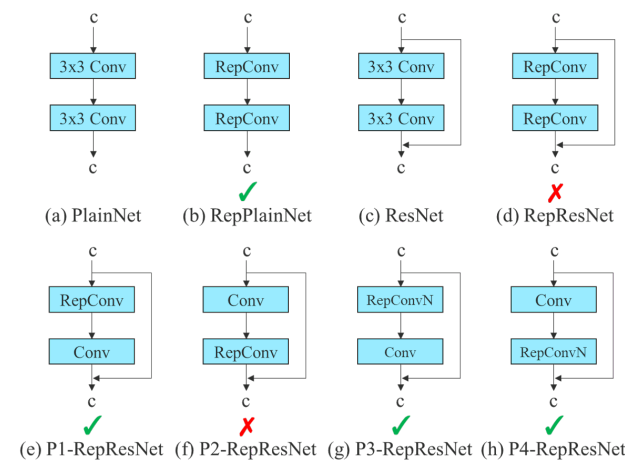 c c c c
3x3 Conv RepConv 3x3 Conv RepConv
3x3 Conv RepConv 3x3 Conv RepConv
c c c c
(a) PlainNet (b) RepPlainNet (c) ResNet (d) RepResNet
c c c c
RepConv Conv RepConvN Conv
Conv RepConv Conv RepConvN
c c c c
(e) P1-RepResNet (f) P2-RepResNet (g) P3-RepResNet (h) P4-RepResNet